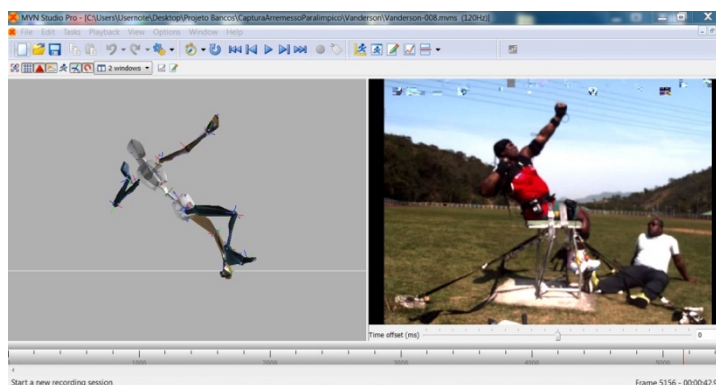 MVN Studio Pro - [C:\Users\Usernote\Desktop\Projeto Bancos\CapturaArremessoParalimpico\Vanderson\Vanderson-008.mvns (120Hz)]
File Edit Tasks Playback View Options Window Help
2 windows
Time offset (ms) 0
1000 2000 3000 4000 5000
Start a new recording session Frame 5156 - 00:00:42.9